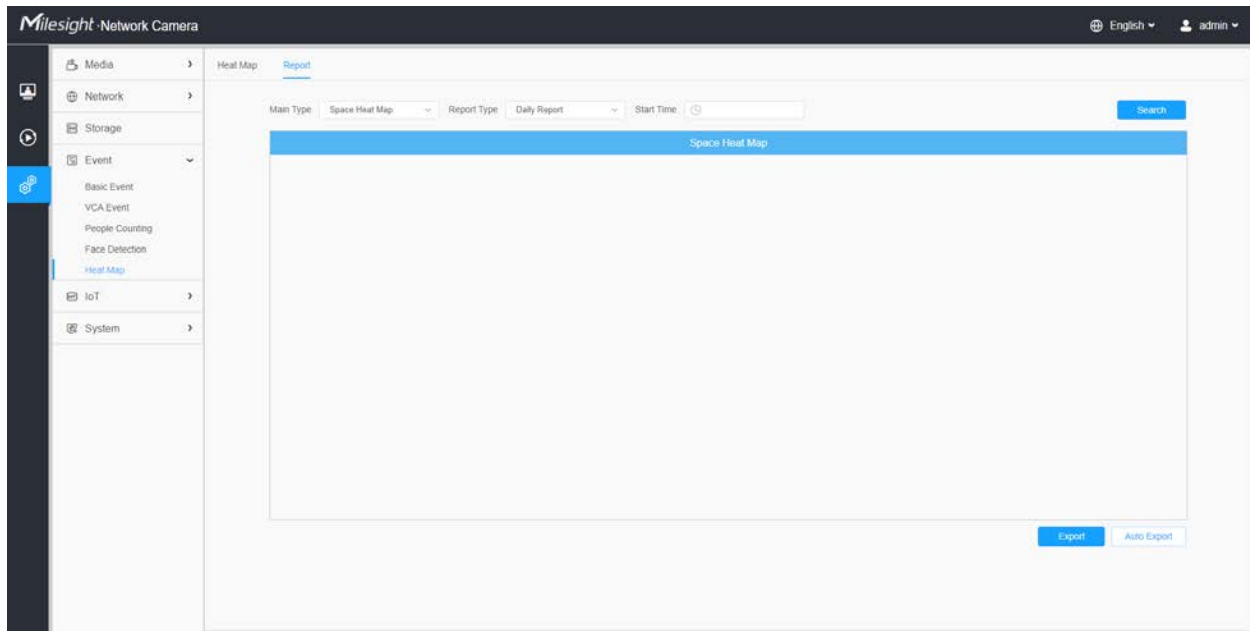 Milesight·Network Camera
English
admin
Media
Heat Map
Report
Network
Main Type
Space Heat Map
Report Type
Daily Report
Start Time
Search
Storage
Space Heat Map
Event
Basic Event
VCA Event
People Counting
Face Detection
Heat Map
IoT
System
Export
Auto Export